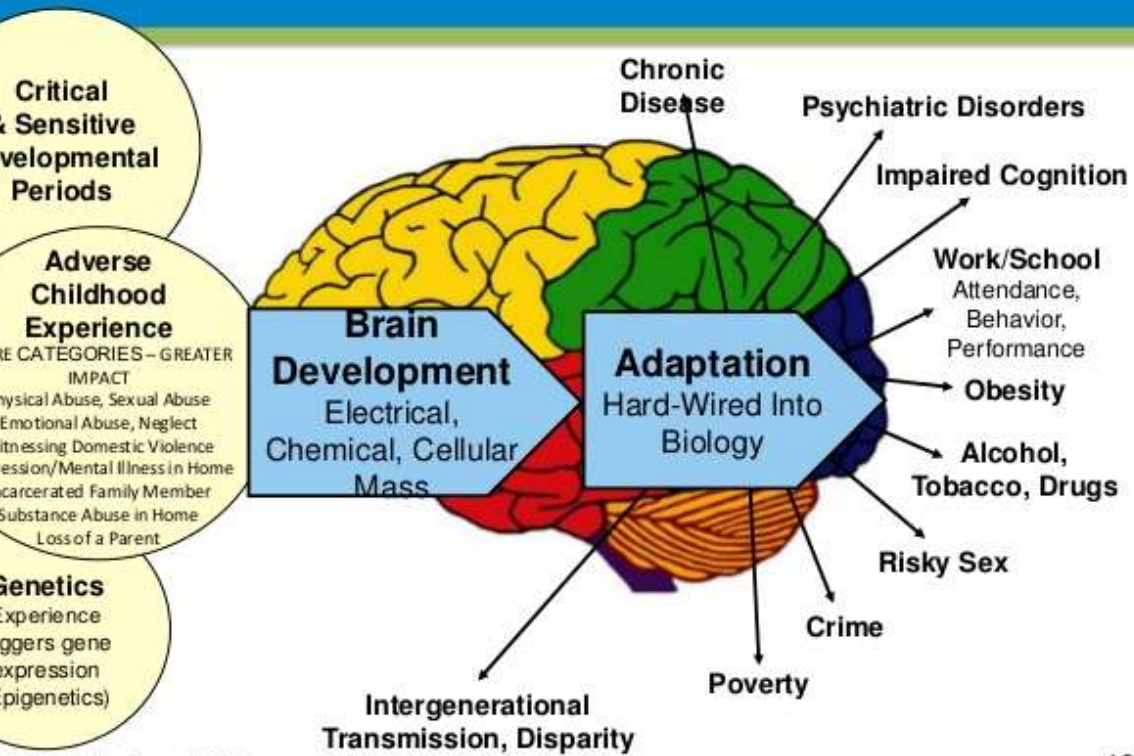 Critical
& Sensitive
velopmental
Periods
Adverse
Childhood
Experience
RE CATEGORIES – GREATER
IMPACT
hysical Abuse, Sexual Abuse
Emotional Abuse, Neglect
itnessing Domestic Violence
ession/Mental Illness in Home
carcerated Family Member
Substance Abuse in Home
Loss of a Parent
Genetics
Experience
ggers gene
expression
pigenetics)
Brain
Development
Electrical,
Chemical, Cellular
Mass
Adaptation
Hard-Wired Into
Biology
Chronic
Disease
Psychiatric Disorders
Impaired Cognition
Work/School
Attendance,
Behavior,
Performance
Obesity
Alcohol,
Tobacco, Drugs
Risky Sex
Crime
Poverty
Intergenerational
Transmission, Disparity